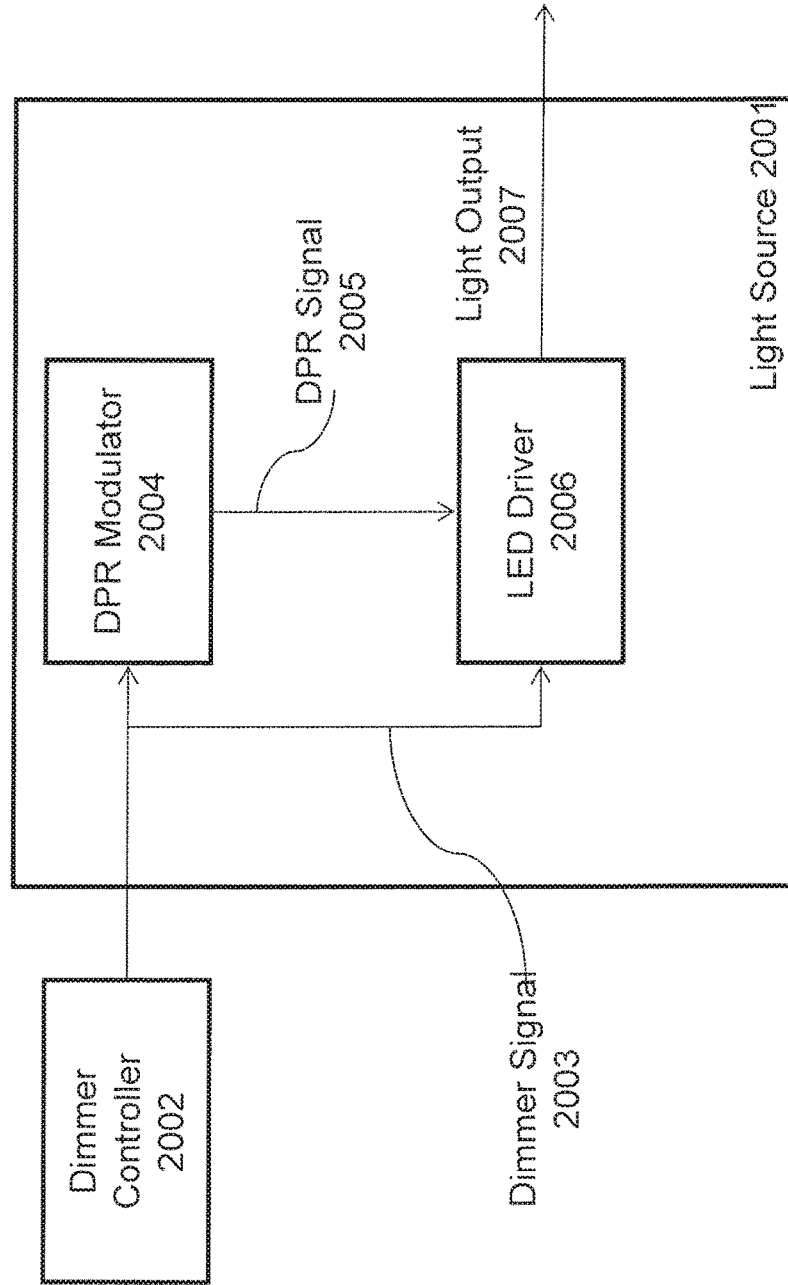 Dimmer
Controller
2002
Dimmer Signal
2003
DPR Modulator
2004
DPR Signal
2005
LED Driver
2006
Light Output
2007
Light Source 2001